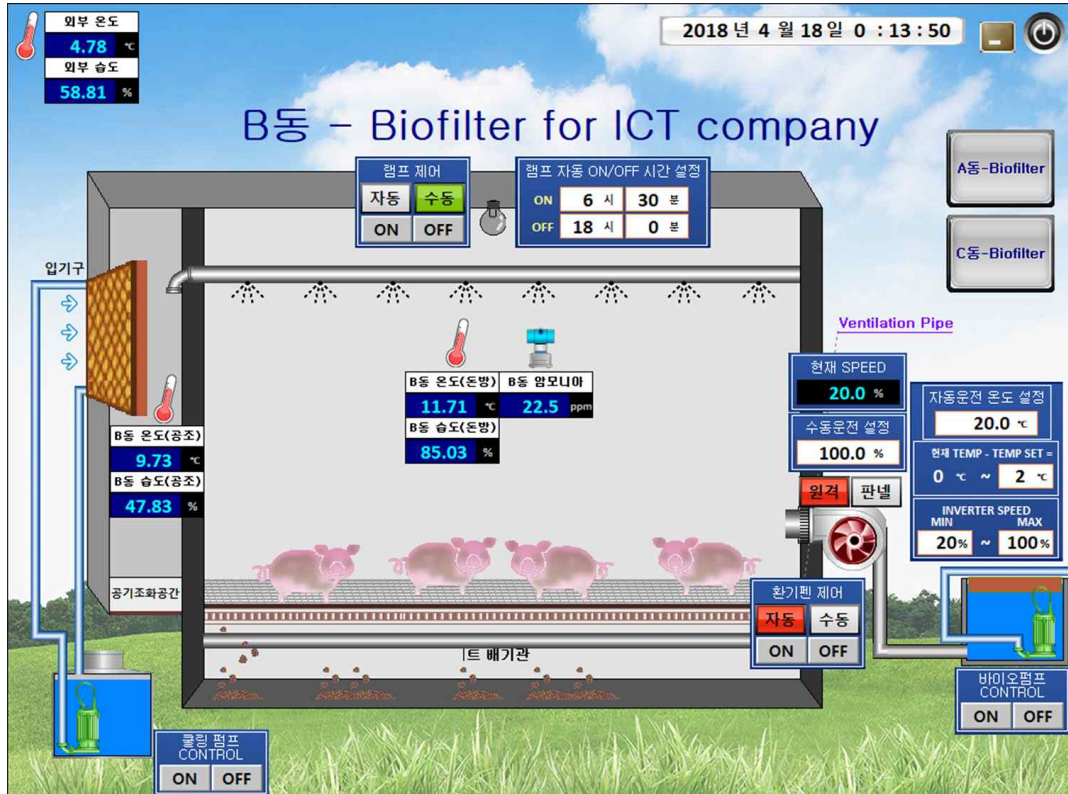 외부 온도
4.78 ℃
외부 습도
58.81 %
2018 년 4 월 18 일 0 : 13 : 50
B동 - Biofilter for ICT company
A동-Biofilter
C동-Biofilter
램프 제어
자동 수동
ON OFF
램프 자동 ON/OFF 시간 설정
ON 6 시 30 분
OFF 18 시 0 분
입기구
Ventilation Pipe
B동 온도(돈방)
11.71 ℃
B동 습도(돈방)
85.03 %
B동 암모니아
22.5 ppm
B동 온도(공조)
9.73 ℃
B동 습도(공조)
47.83 %
현재 SPEED
20.0 %
수동운전 설정
100.0 %
원격 판넬
자동운전 온도 설정
20.0 ℃
현재 TEMP - TEMP SET =
0 ℃ ~ 2 ℃
INVERTER SPEED
MIN MAX
20% ~ 100%
공기조화공간
환기펜 제어
자동 수동
ON OFF
트 배기관
바이오펌프
CONTROL
ON OFF
쿨링 펌프
CONTROL
ON OFF